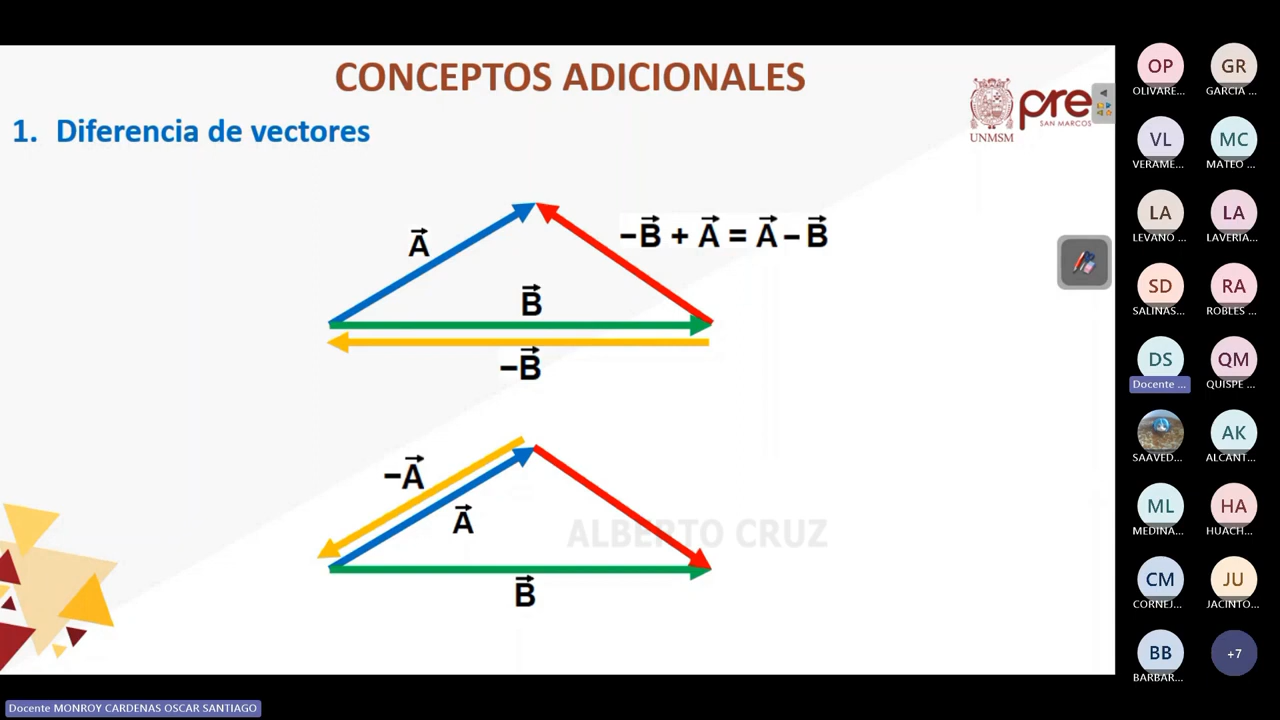 CONCEPTOS ADICIONALES
1. Diferencia de vectores
UNMSM
pre
SAN MARCOS
A⃗
−B⃗ + A⃗ = A⃗ − B⃗
B⃗
−B⃗
−A⃗
A⃗
ALBERTO CRUZ
B⃗
OP
OLIVARE...
GR
GARCIA ...
VL
VERAME...
MC
MATEO ...
LA
LEVANO ...
LA
LAVERIA...
SD
SALINAS...
RA
ROBLES ...
DS
Docente ...
QM
QUISPE ...
SAAVED...
AK
ALCANT...
ML
MEDINA...
HA
HUACH...
CM
CORNEJ...
JU
JACINTO...
BB
BARBAR...
+7
Docente MONROY CARDENAS OSCAR SANTIAGO